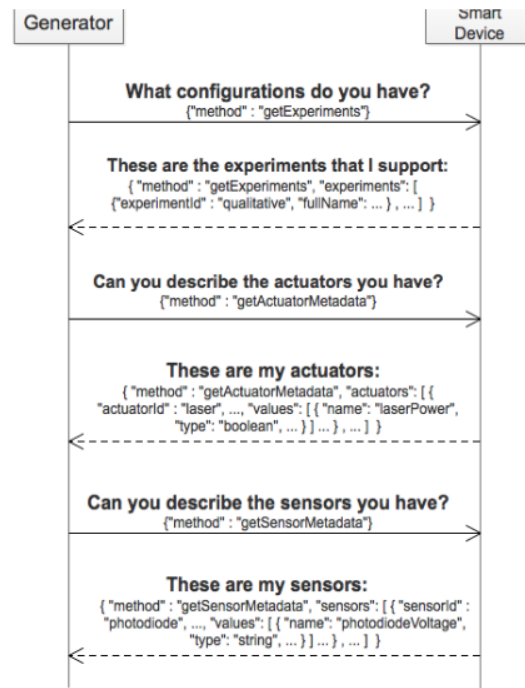 Generator
Smart
Device
What configurations do you have?
{"method" : "getExperiments"}
These are the experiments that I support:
{ "method" : "getExperiments", "experiments": [
{"experimentId" : "qualitative", "fullName": ... } , ... ] }
Can you describe the actuators you have?
{"method" : "getActuatorMetadata"}
These are my actuators:
{ "method" : "getActuatorMetadata", "actuators": [ {
"actuatorId" : "laser", ..., "values": [ { "name": "laserPower",
"type": "boolean", ... } ] ... } , ... ] }
Can you describe the sensors you have?
{"method" : "getSensorMetadata"}
These are my sensors:
{ "method" : "getSensorMetadata", "sensors": [ { "sensorId" :
"photodiode", ..., "values": [ { "name": "photodiodeVoltage",
"type": "string", ... } ] ... } , ... ] }